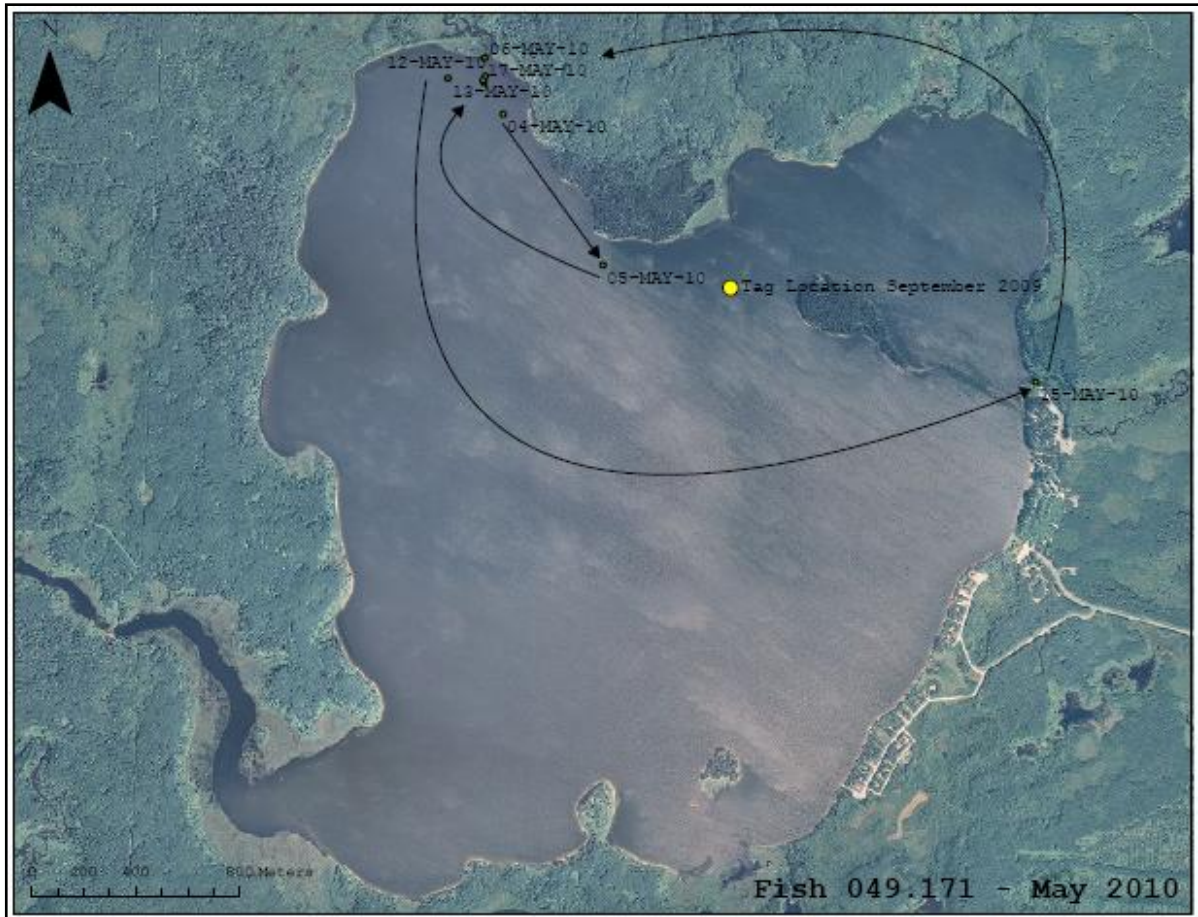 N
06-MAY-10
12-MAY-10
17-MAY-10
13-MAY-10
04-MAY-10
05-MAY-10
Tag Location September 2009
15-MAY-10
0 200 400 800 Meters
Fish 049.171 - May 2010